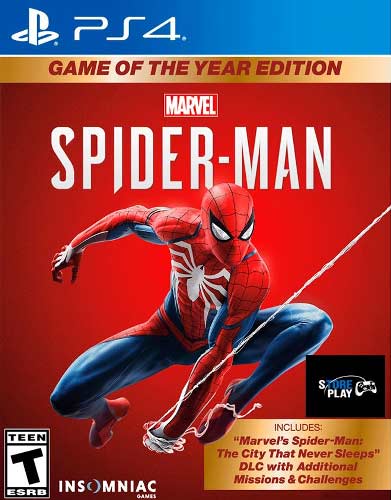 PS4
GAME OF THE YEAR EDITION
MARVEL
SPIDER-MAN
STORE
PLAY
INCLUDES:
"Marvel's Spider-Man:
The City That Never Sleeps"
DLC with Additional
Missions & Challenges
TEEN
T
ESRB
INSOMNIAC
GAMES